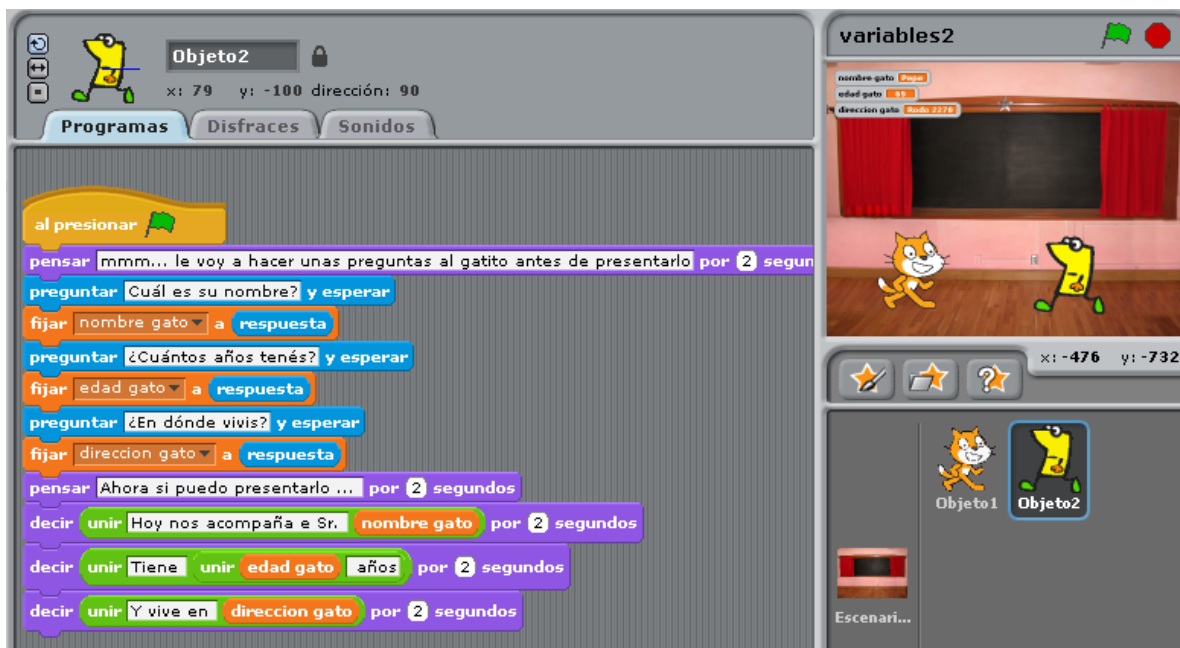 Objeto2
x: 79 y: -100 dirección: 90
Programas Disfraces Sonidos
al presionar
pensar mmm... le voy a hacer unas preguntas al gatito antes de presentarlo por 2 segun
preguntar Cuál es su nombre? y esperar
fijar nombre gato a respuesta
preguntar ¿Cuántos años tenés? y esperar
fijar edad gato a respuesta
preguntar ¿En dónde vivis? y esperar
fijar direccion gato a respuesta
pensar Ahora si puedo presentarlo ... por 2 segundos
decir unir Hoy nos acompaña e Sr. nombre gato por 2 segundos
decir unir Tiene unir edad gato años por 2 segundos
decir unir Y vive en direccion gato por 2 segundos
variables2
nombre gato Pepe
edad gato
direccion gato Rodo 2276
x: -476 y: -732
Objeto1 Objeto2
Escenari...